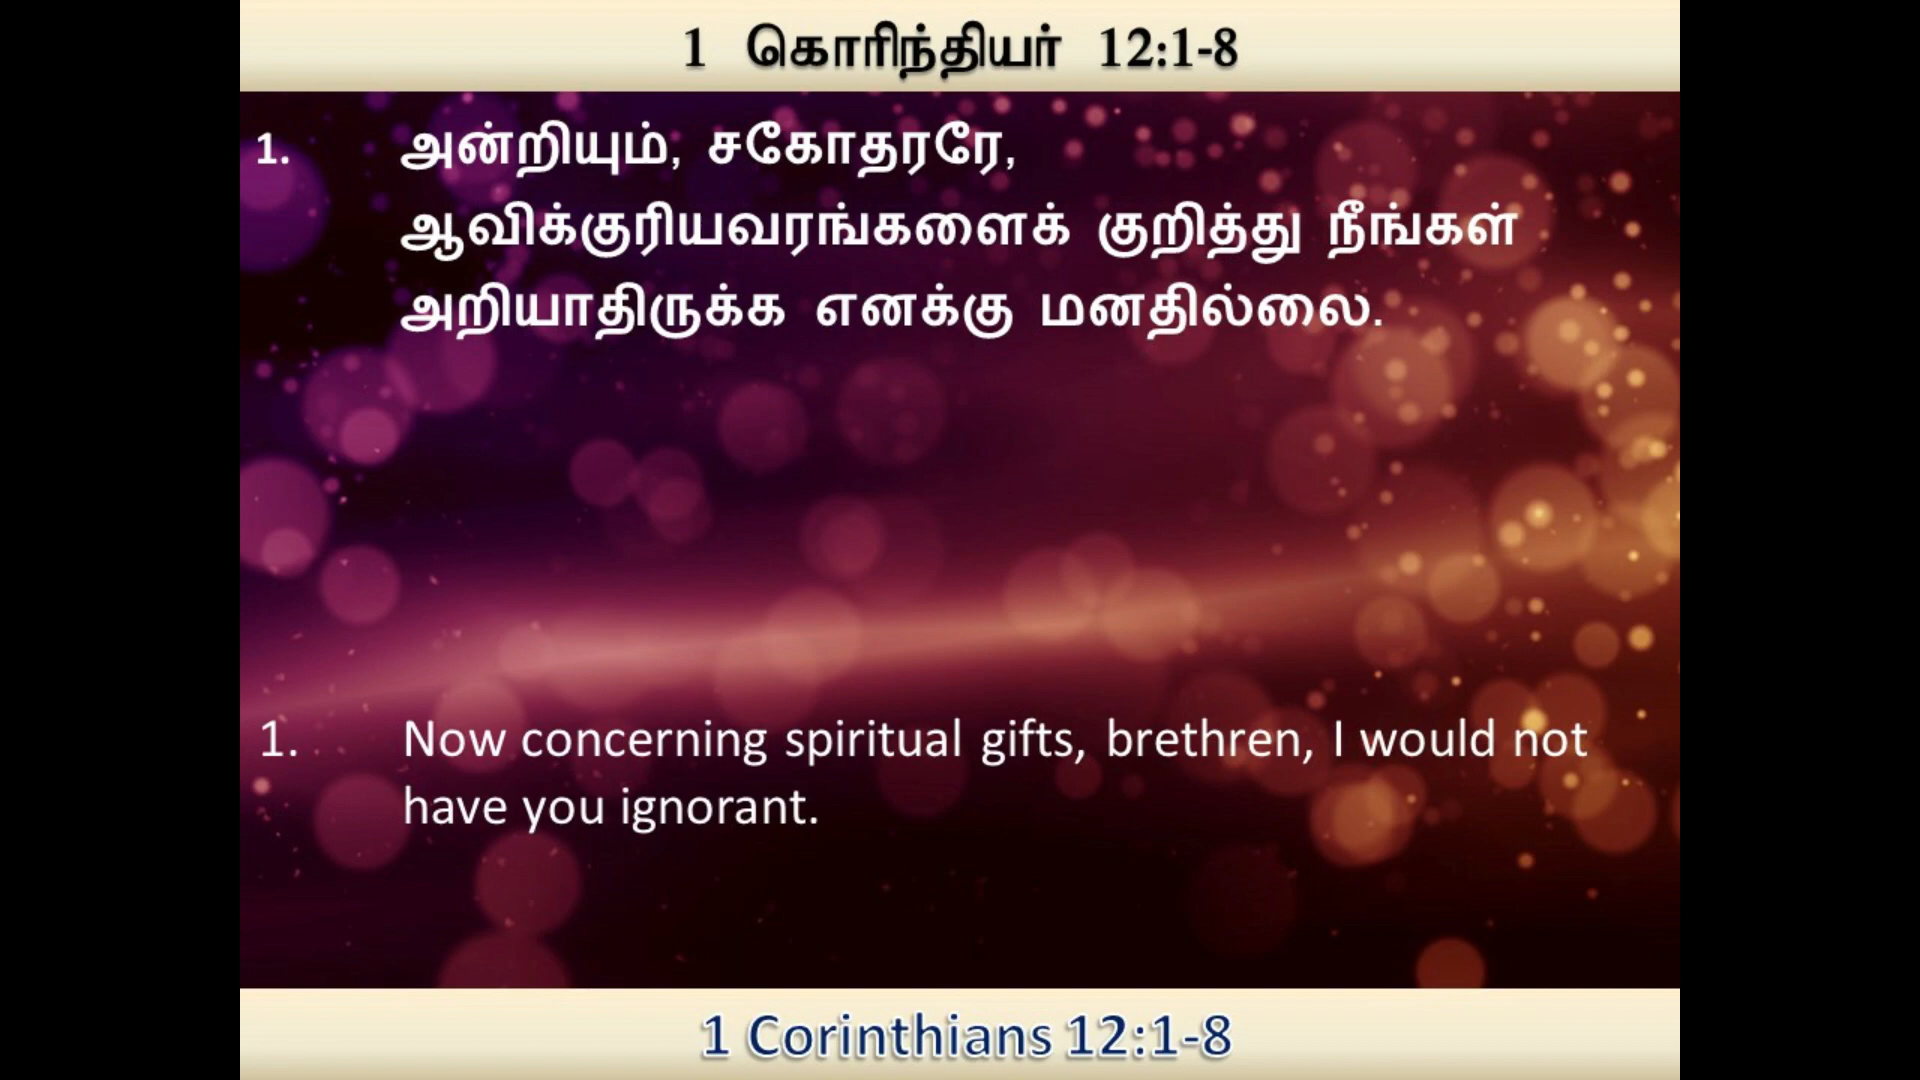 1 கொரிந்தியர் 12:1-8
1. அன்றியும், சகோதரரே,
ஆவிக்குரியவரங்களைக் குறித்து நீங்கள்
அறியாதிருக்க எனக்கு மனதில்லை.
1. Now concerning spiritual gifts, brethren, I would not
have you ignorant.
1 Corinthians 12:1-8